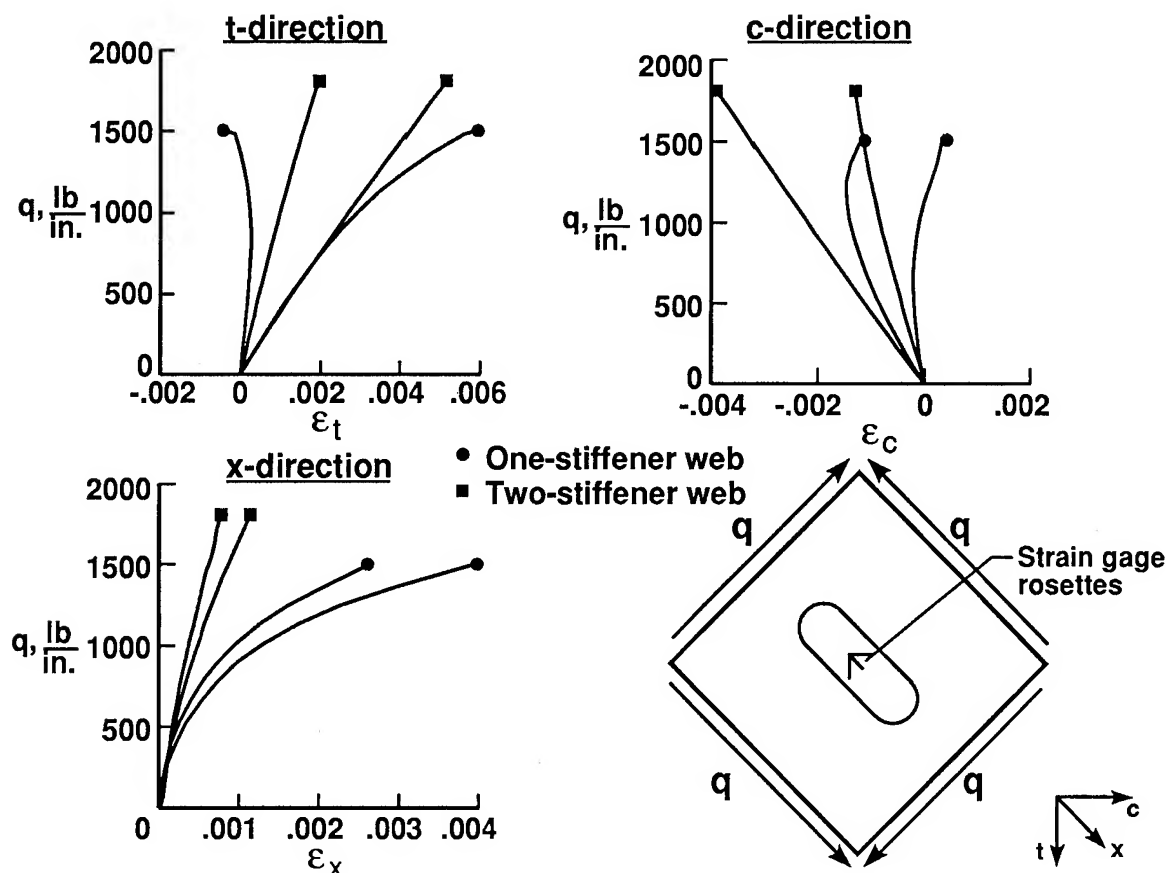 t-direction
2000
1500
q, lb/in. 1000
500
0
-.002 0 .002 .004 .006
εt
c-direction
2000
1500
q, lb/in. 1000
500
0
-.004 -.002 0 .002
εc
x-direction
2000
1500
q, lb/in. 1000
500
0 .001 .002 .003 .004
εx
● One-stiffener web
■ Two-stiffener web
q
q
Strain gage
rosettes
q
q
c
x
t